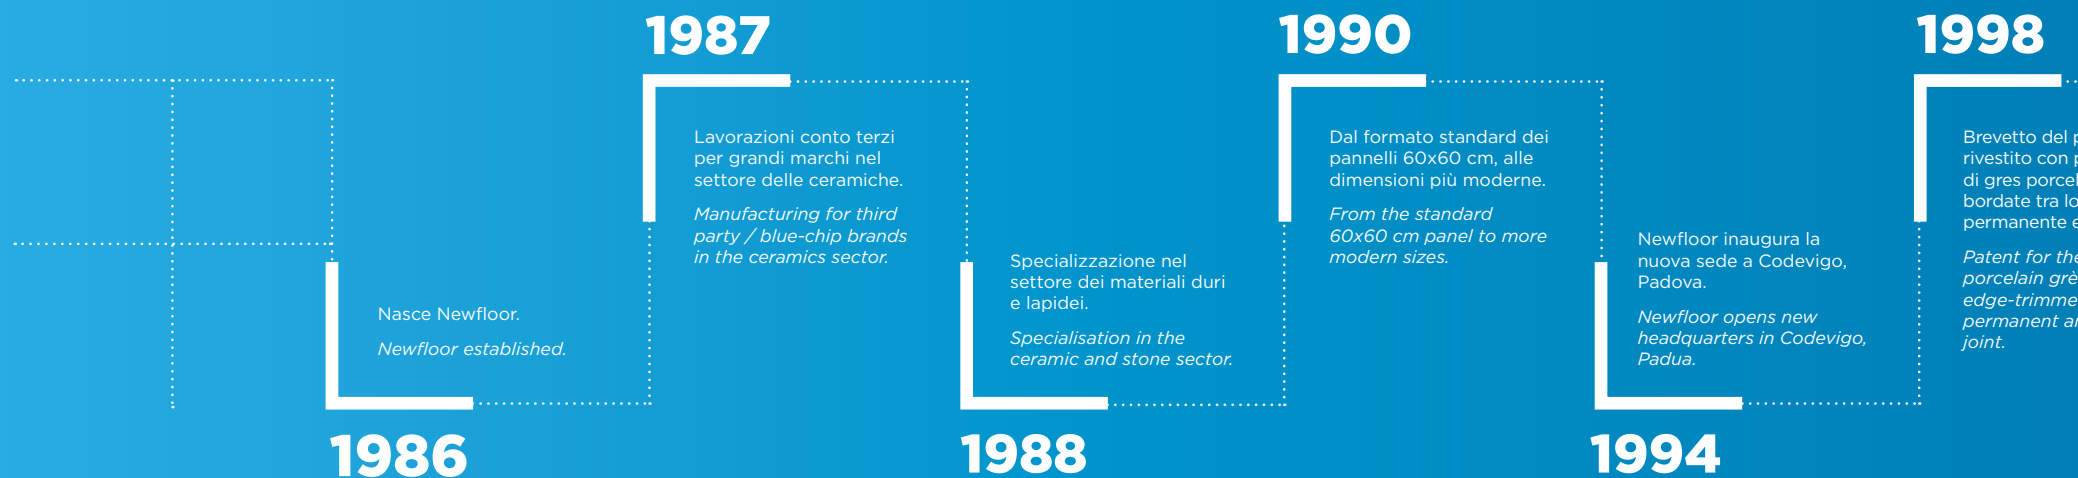 1986
Nasce Newfloor.
Newfloor established.
1987
Lavorazioni conto terzi
per grandi marchi nel
settore delle ceramiche.
Manufacturing for third
party / blue-chip brands
in the ceramics sector.
1988
Specializzazione nel
settore dei materiali duri
e lapidei.
Specialisation in the
ceramic and stone sector.
1990
Dal formato standard dei
pannelli 60x60 cm, alle
dimensioni più moderne.
From the standard
60x60 cm panel to more
modern sizes.
1994
Newfloor inaugura la
nuova sede a Codevigo,
Padova.
Newfloor opens new
headquarters in Codevigo,
Padua.
1998
Brevetto del
rivestito con
di gres
bordate tra
permanente
Patent for the
porcelain
permanent
joint.